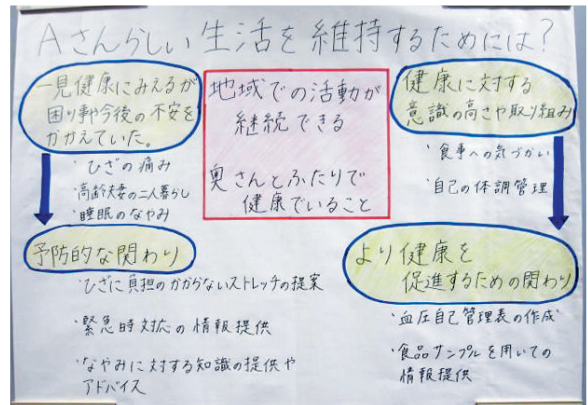 Aさんらしい生活を維持するためには?
一見健康にみえるが
困り事や今後の不安を
かかえていた。
・ひざの痛み
・高齢夫妻の二人暮らし
・睡眠のなやみ
予防的な関わり
・ひざに負担のかからないストレッチの提案
・緊急時対応の情報提供
・なやみに対する知識の提供や
アドバイス
地域での活動が
継続できる
奥さんとふたりで
健康でいること
健康に対する
意識の高さや取り組み
・食事への気づかい
・自己の体調管理
より健康を
促進するための関わり
・血圧自己管理表の作成
・食品サンプルを用いての
情報提供